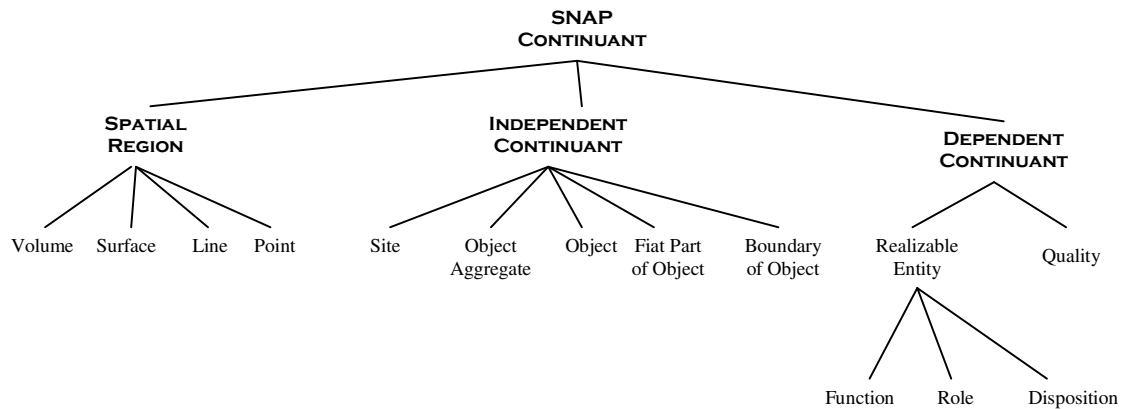 SNAP
CONTINUANT
SPATIAL
REGION
INDEPENDENT
CONTINUANT
DEPENDENT
CONTINUANT
Volume
Surface
Line
Point
Site
Object
Aggregate
Object
Fiat Part
of Object
Boundary
of Object
Realizable
Entity
Quality
Function
Role
Disposition